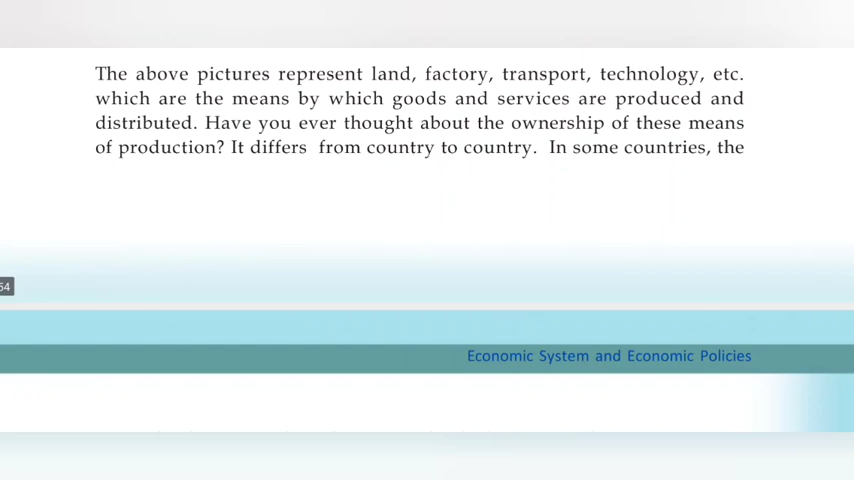 The above pictures represent land, factory, transport, technology, etc.
which are the means by which goods and services are produced and
distributed. Have you ever thought about the ownership of these means
of production? It differs from country to country. In some countries, the
54
Economic System and Economic Policies